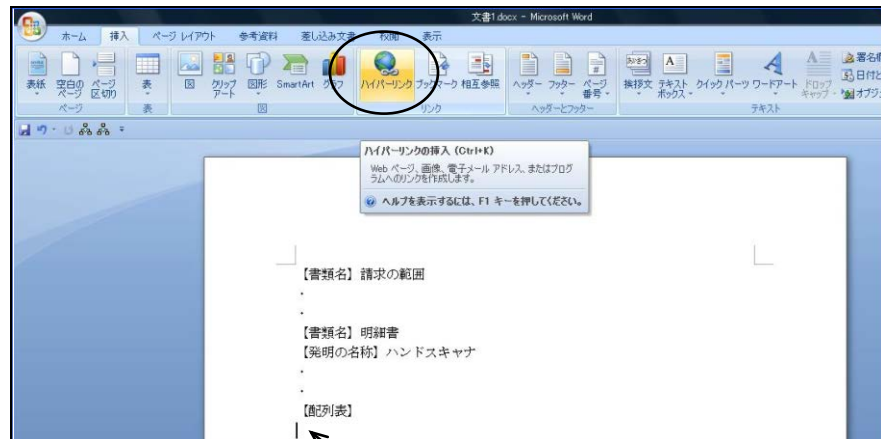 文書1.docx - Microsoft Word
ホーム 挿入 ページ レイアウト 参考資料 差し込み文書 校閲 表示
表紙 空白のページ ページ区切り 表 図 クリップアート 図形 SmartArt グラフ ハイパーリンク ブックマーク 相互参照 ヘッダー フッター ページ番号 挨拶文 テキストボックス クイックパーツ ワードアート ドロップキャップ
署名欄
日付と
オブジェ
ページ 表 図 リンク ヘッダーとフッター テキスト
ハイパーリンクの挿入 (Ctrl+K)
Web ページ、画像、電子メール アドレス、またはプログ
ラムへのリンクを作成します。
ヘルプを表示するには、F1 キーを押してください。
【書類名】請求の範囲
・
・
【書類名】明細書
【発明の名称】ハンドスキャナ
・
・
【配列表】